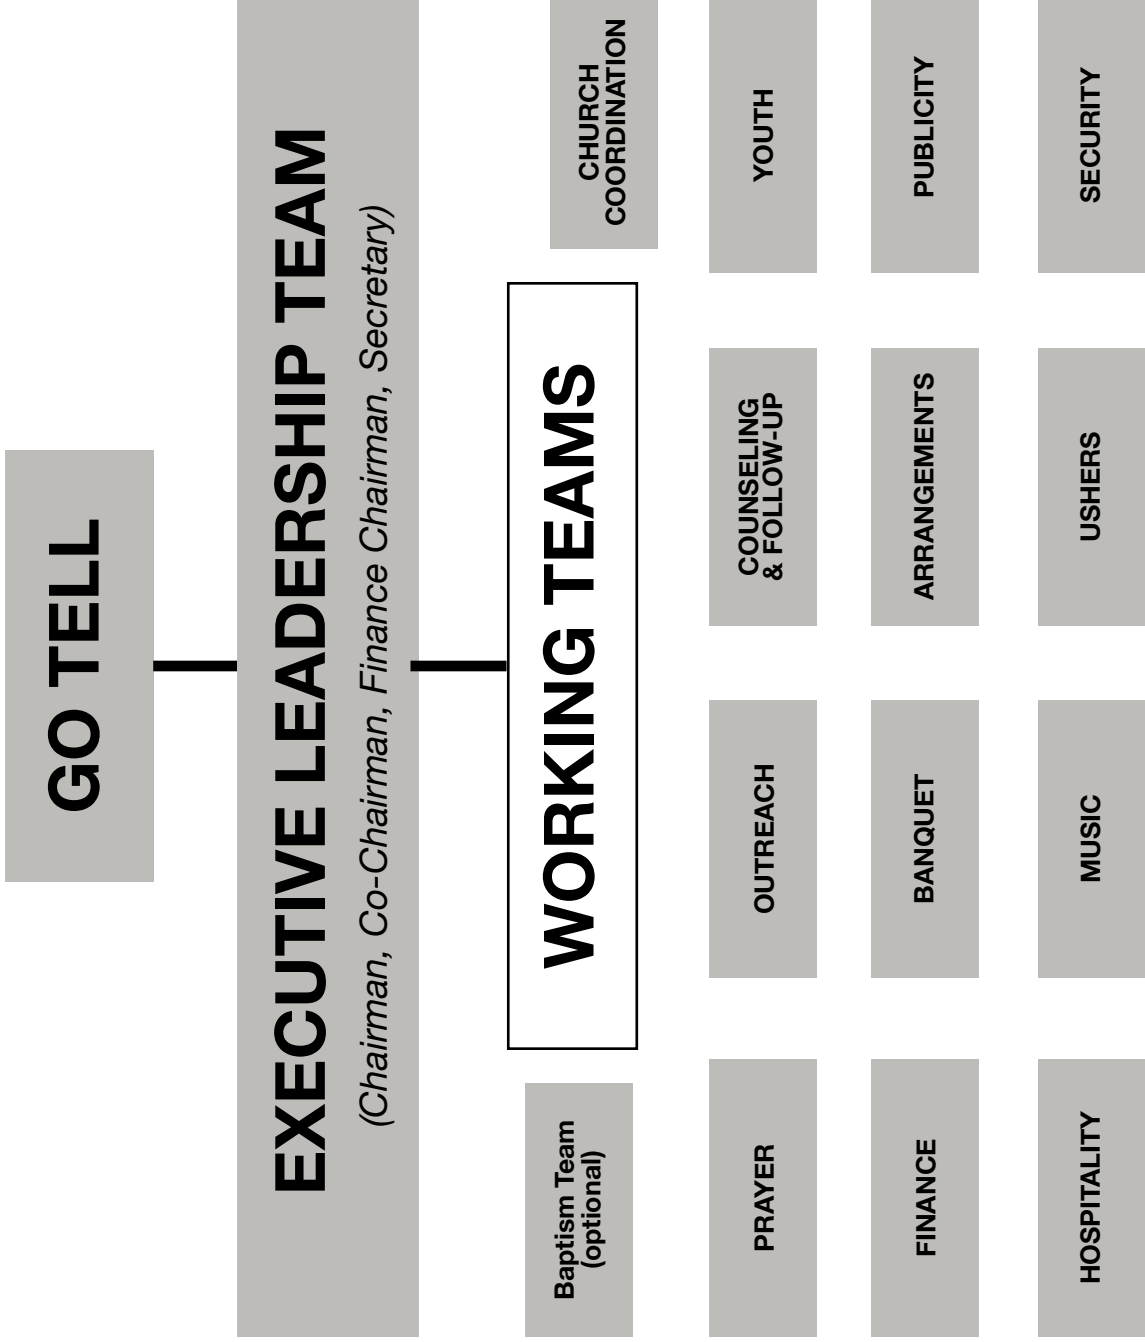 GO TELL
EXECUTIVE LEADERSHIP TEAM
(Chairman, Co-Chairman, Finance Chairman, Secretary)
Baptism Team
(optional)
WORKING TEAMS
CHURCH
COORDINATION
PRAYER
OUTREACH
COUNSELING
& FOLLOW-UP
YOUTH
FINANCE
BANQUET
ARRANGEMENTS
PUBLICITY
HOSPITALITY
MUSIC
USHERS
SECURITY